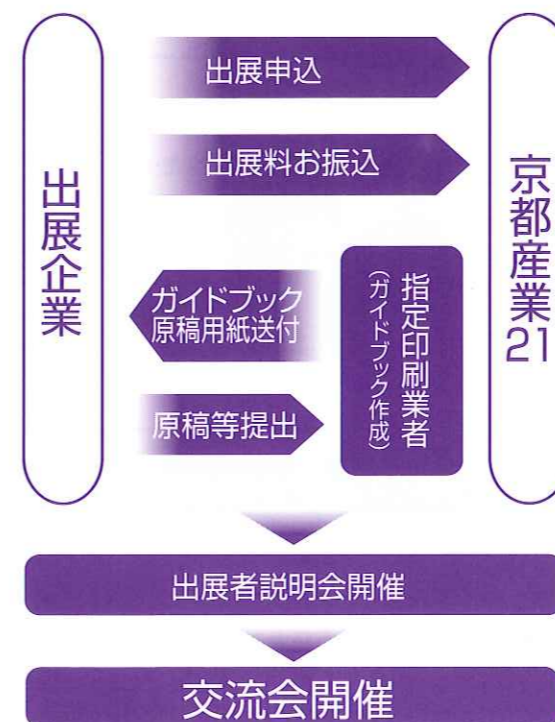 出展企業
出展申込
出展料お振込
ガイドブック
原稿用紙送付
原稿等提出
指定印刷業者
(ガイドブック作成)
京都産業21
出展者説明会開催
交流会開催